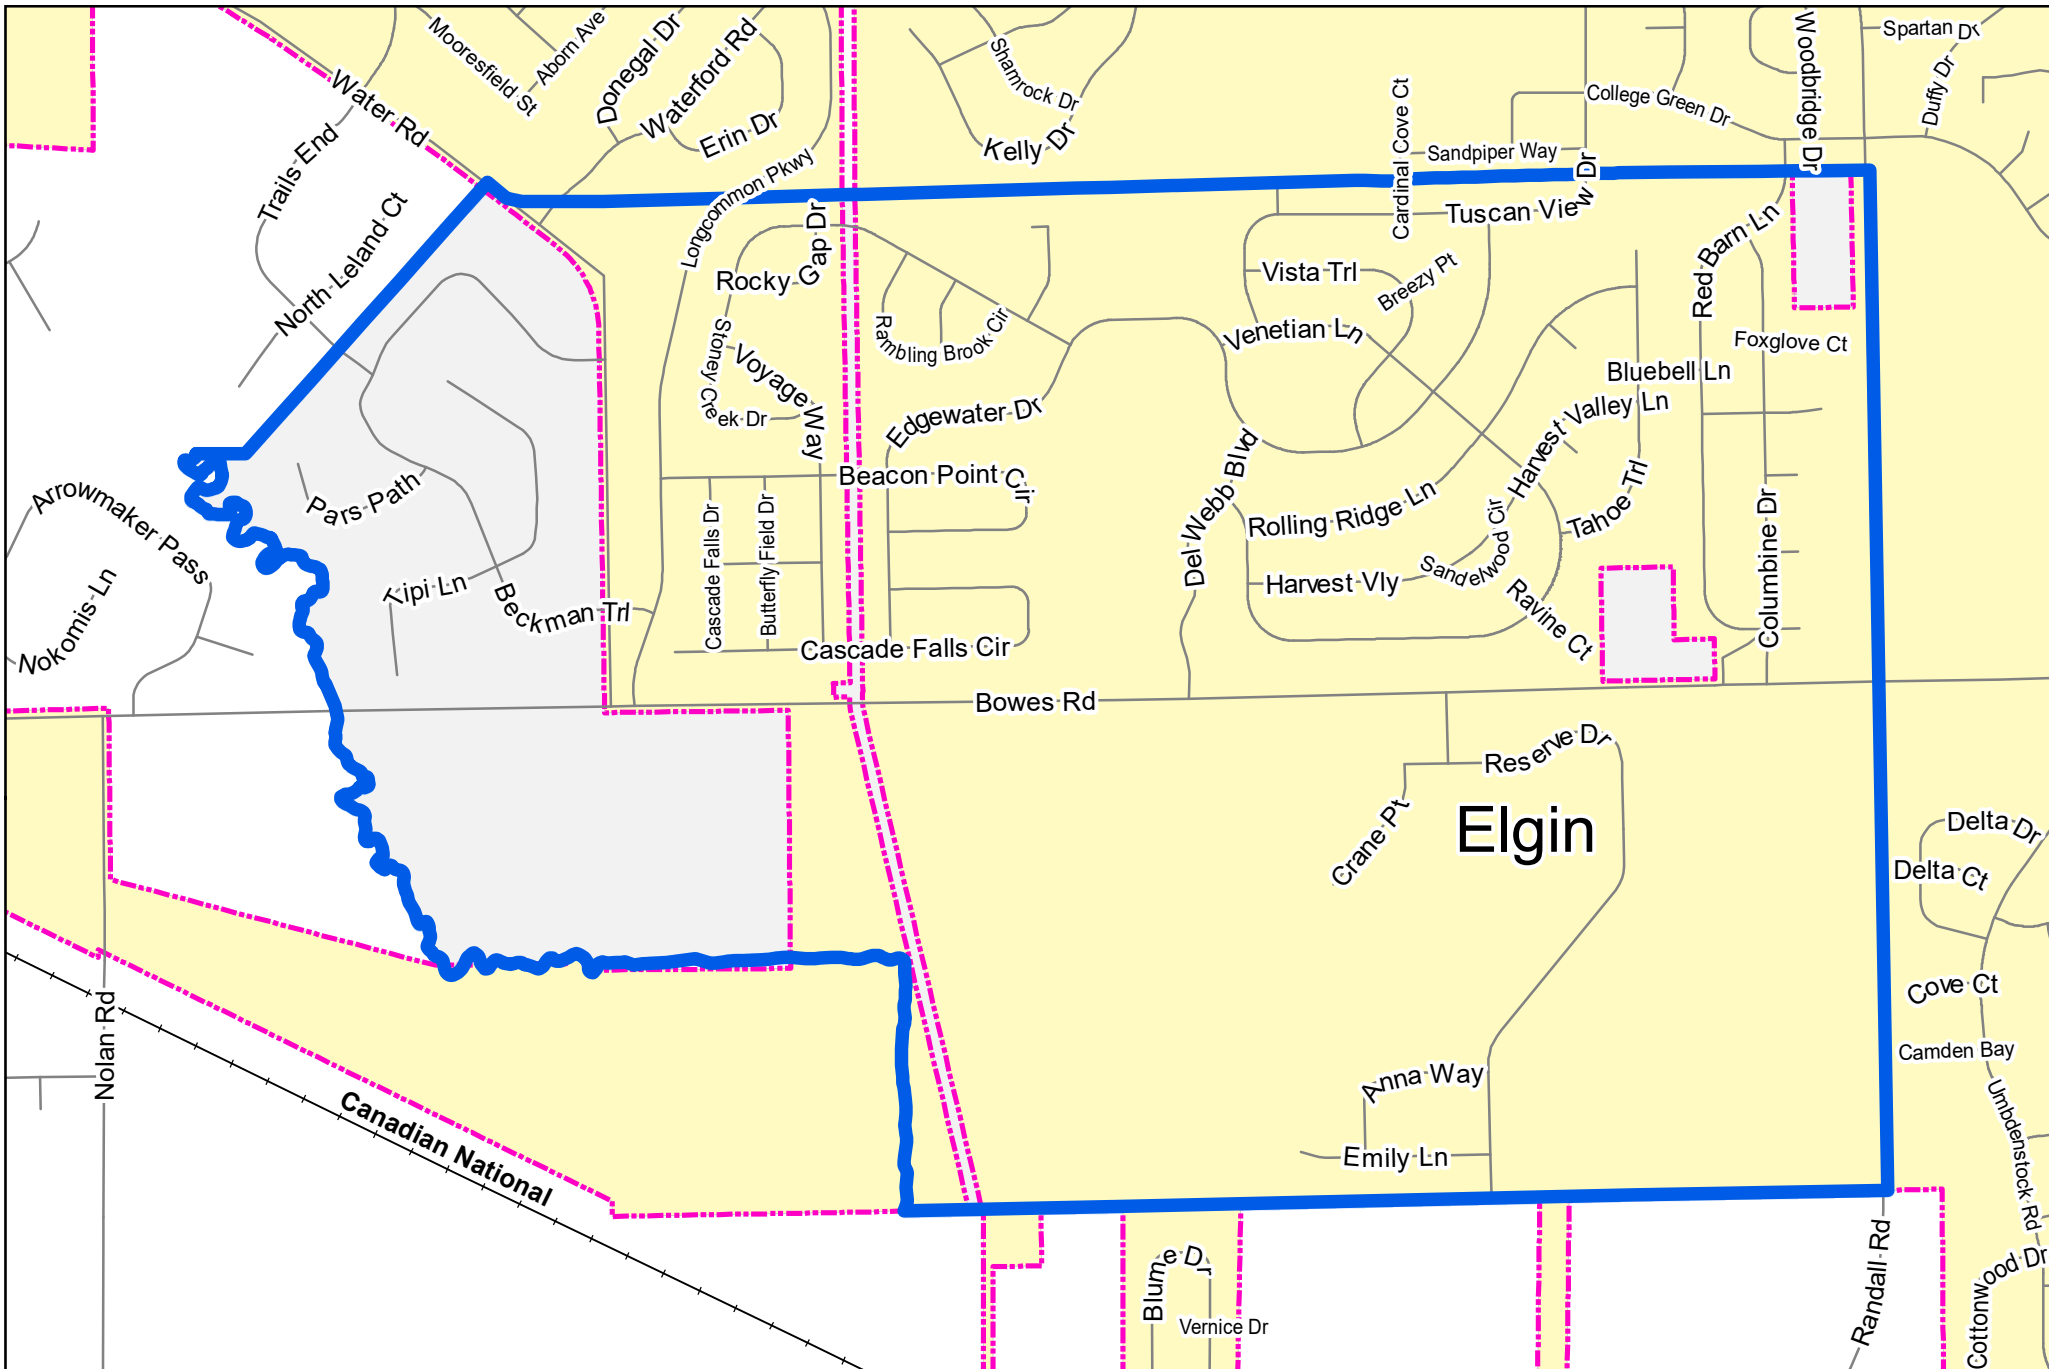 Mooresfield St
Aborn Ave
Donegal Dr
Waterford Rd
Erin Dr
Shamrock Dr
Kelly Dr
Woodbridge Dr
Spartan Dr
Duffy Dr
College Green Dr
Water Rd
Trails End
North Leland Ct
Longcommon Pkwy
Cardinal Cove Ct
Sandpiper Way
Tuscan View Dr
Rocky Gap Dr
Red Barn Ln
Vista Trl
Breezy Pt
Stoney Creek Dr
Voyage Way
Rambling Brook Cir
Venetian Ln
Foxglove Ct
Bluebell Ln
Edgewater Dr
Harvest Valley Ln
Del Webb Blvd
Beacon Point Cir
Arrowmaker Pass
Pars Path
Rolling Ridge Ln
Tahoe Trl
Cascade Falls Dr
Butterfly Field Dr
Sandelwood Cir
Columbine Dr
Nokomis Ln
Tipi Ln
Beckman Trl
Harvest Vly
Ravine Ct
Cascade Falls Cir
Bowes Rd
Reserve Dr
Crane Pt
Elgin
Delta Dr
Delta Ct
Cove Ct
Nolan Rd
Camden Bay
Anna Way
Canadian National
Emily Ln
Umbdenstock Rd
Blume Dr
Vernice Dr
Randall Rd
Cottonwood Dr